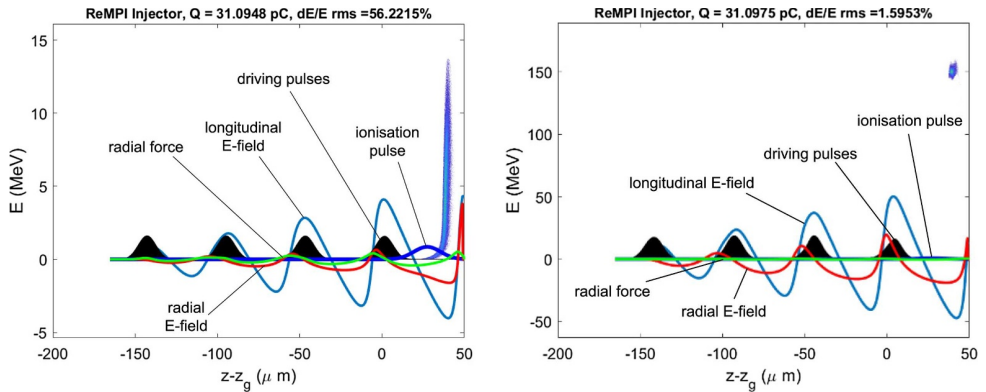 ReMPI Injector, Q = 31.0948 pC, dE/E rms =56.2215%
15
10
5
0
-5
E (MeV)
driving pulses
longitudinal
E-field
ionisation
pulse
radial force
radial
E-field
-200
-150
-100
-50
0
50
z-z_g (μ m)
ReMPI Injector, Q = 31.0975 pC, dE/E rms =1.5953%
150
100
50
0
-50
E (MeV)
ionisation pulse
driving pulses
longitudinal E-field
radial force
radial E-field
-200
-150
-100
-50
0
50
z-z_g (μ m)